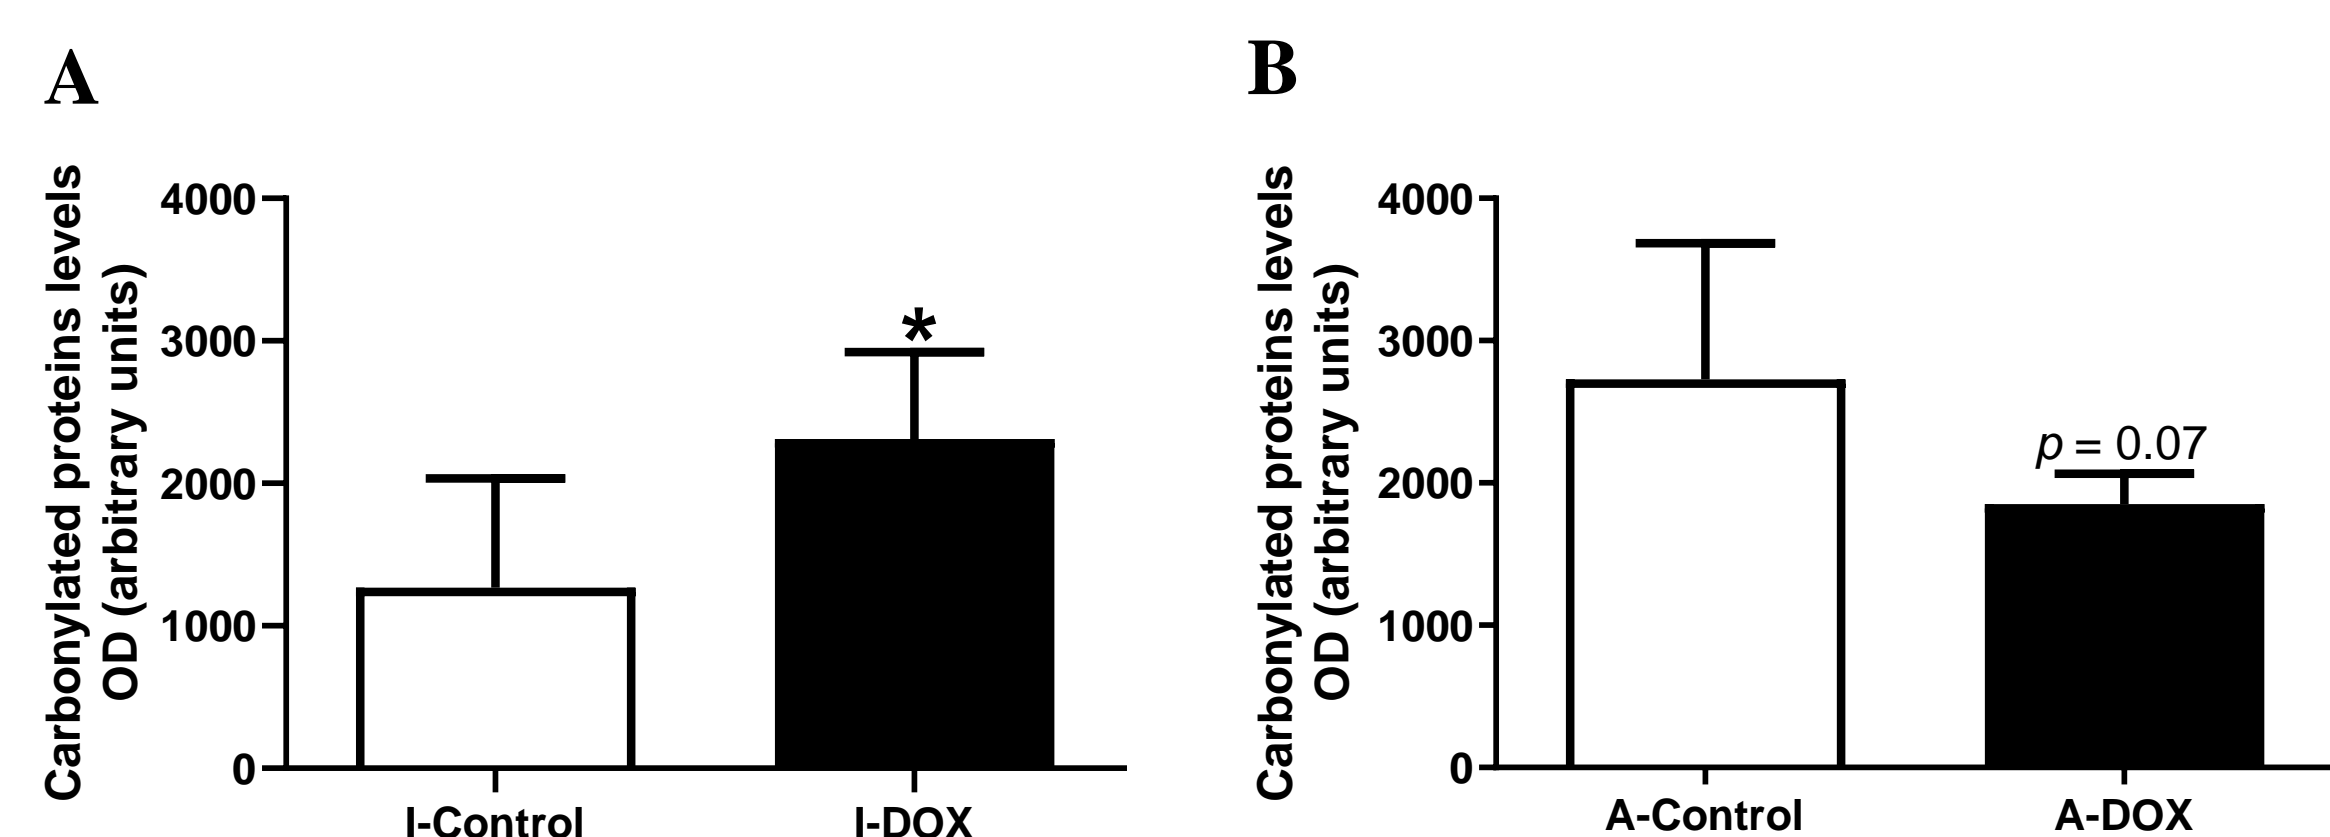 A
Carbonylated proteins levels
OD (arbitrary units)
4000
3000
2000
1000
0
*
I-Control
I-DOX
B
Carbonylated proteins levels
OD (arbitrary units)
4000
3000
2000
1000
0
p = 0.07
A-Control
A-DOX